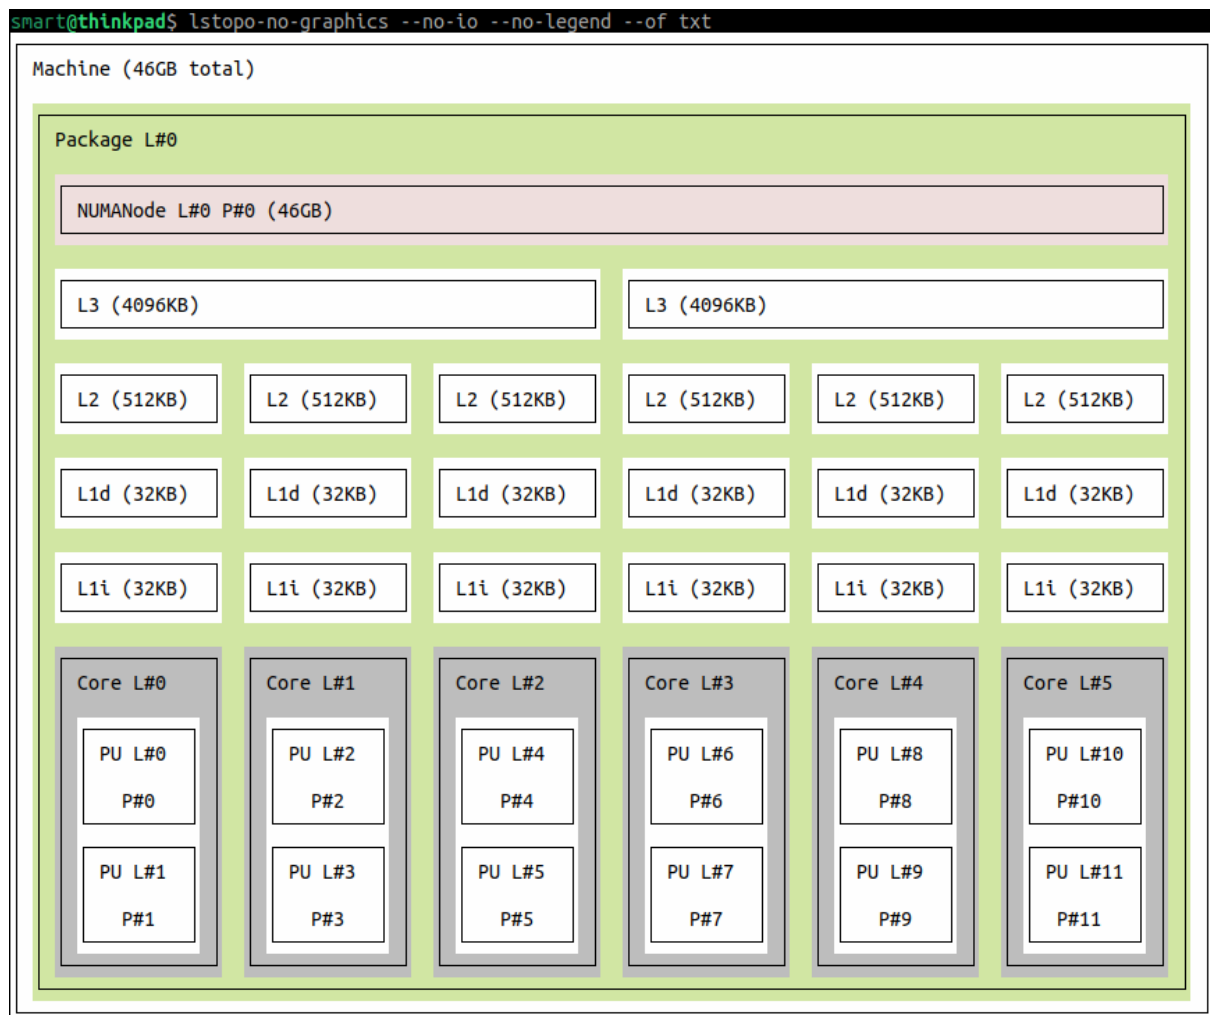 smart@thinkpad$ lstopo-no-graphics --no-io --no-legend --of txt
Machine (46GB total)
Package L#0
NUMANode L#0 P#0 (46GB)
L3 (4096KB) L3 (4096KB)
L2 (512KB) L2 (512KB) L2 (512KB) L2 (512KB) L2 (512KB) L2 (512KB)
L1d (32KB) L1d (32KB) L1d (32KB) L1d (32KB) L1d (32KB) L1d (32KB)
L1i (32KB) L1i (32KB) L1i (32KB) L1i (32KB) L1i (32KB) L1i (32KB)
Core L#0 Core L#1 Core L#2 Core L#3 Core L#4 Core L#5
PU L#0 PU L#2 PU L#4 PU L#6 PU L#8 PU L#10
P#0 P#2 P#4 P#6 P#8 P#10
PU L#1 PU L#3 PU L#5 PU L#7 PU L#9 PU L#11
P#1 P#3 P#5 P#7 P#9 P#11